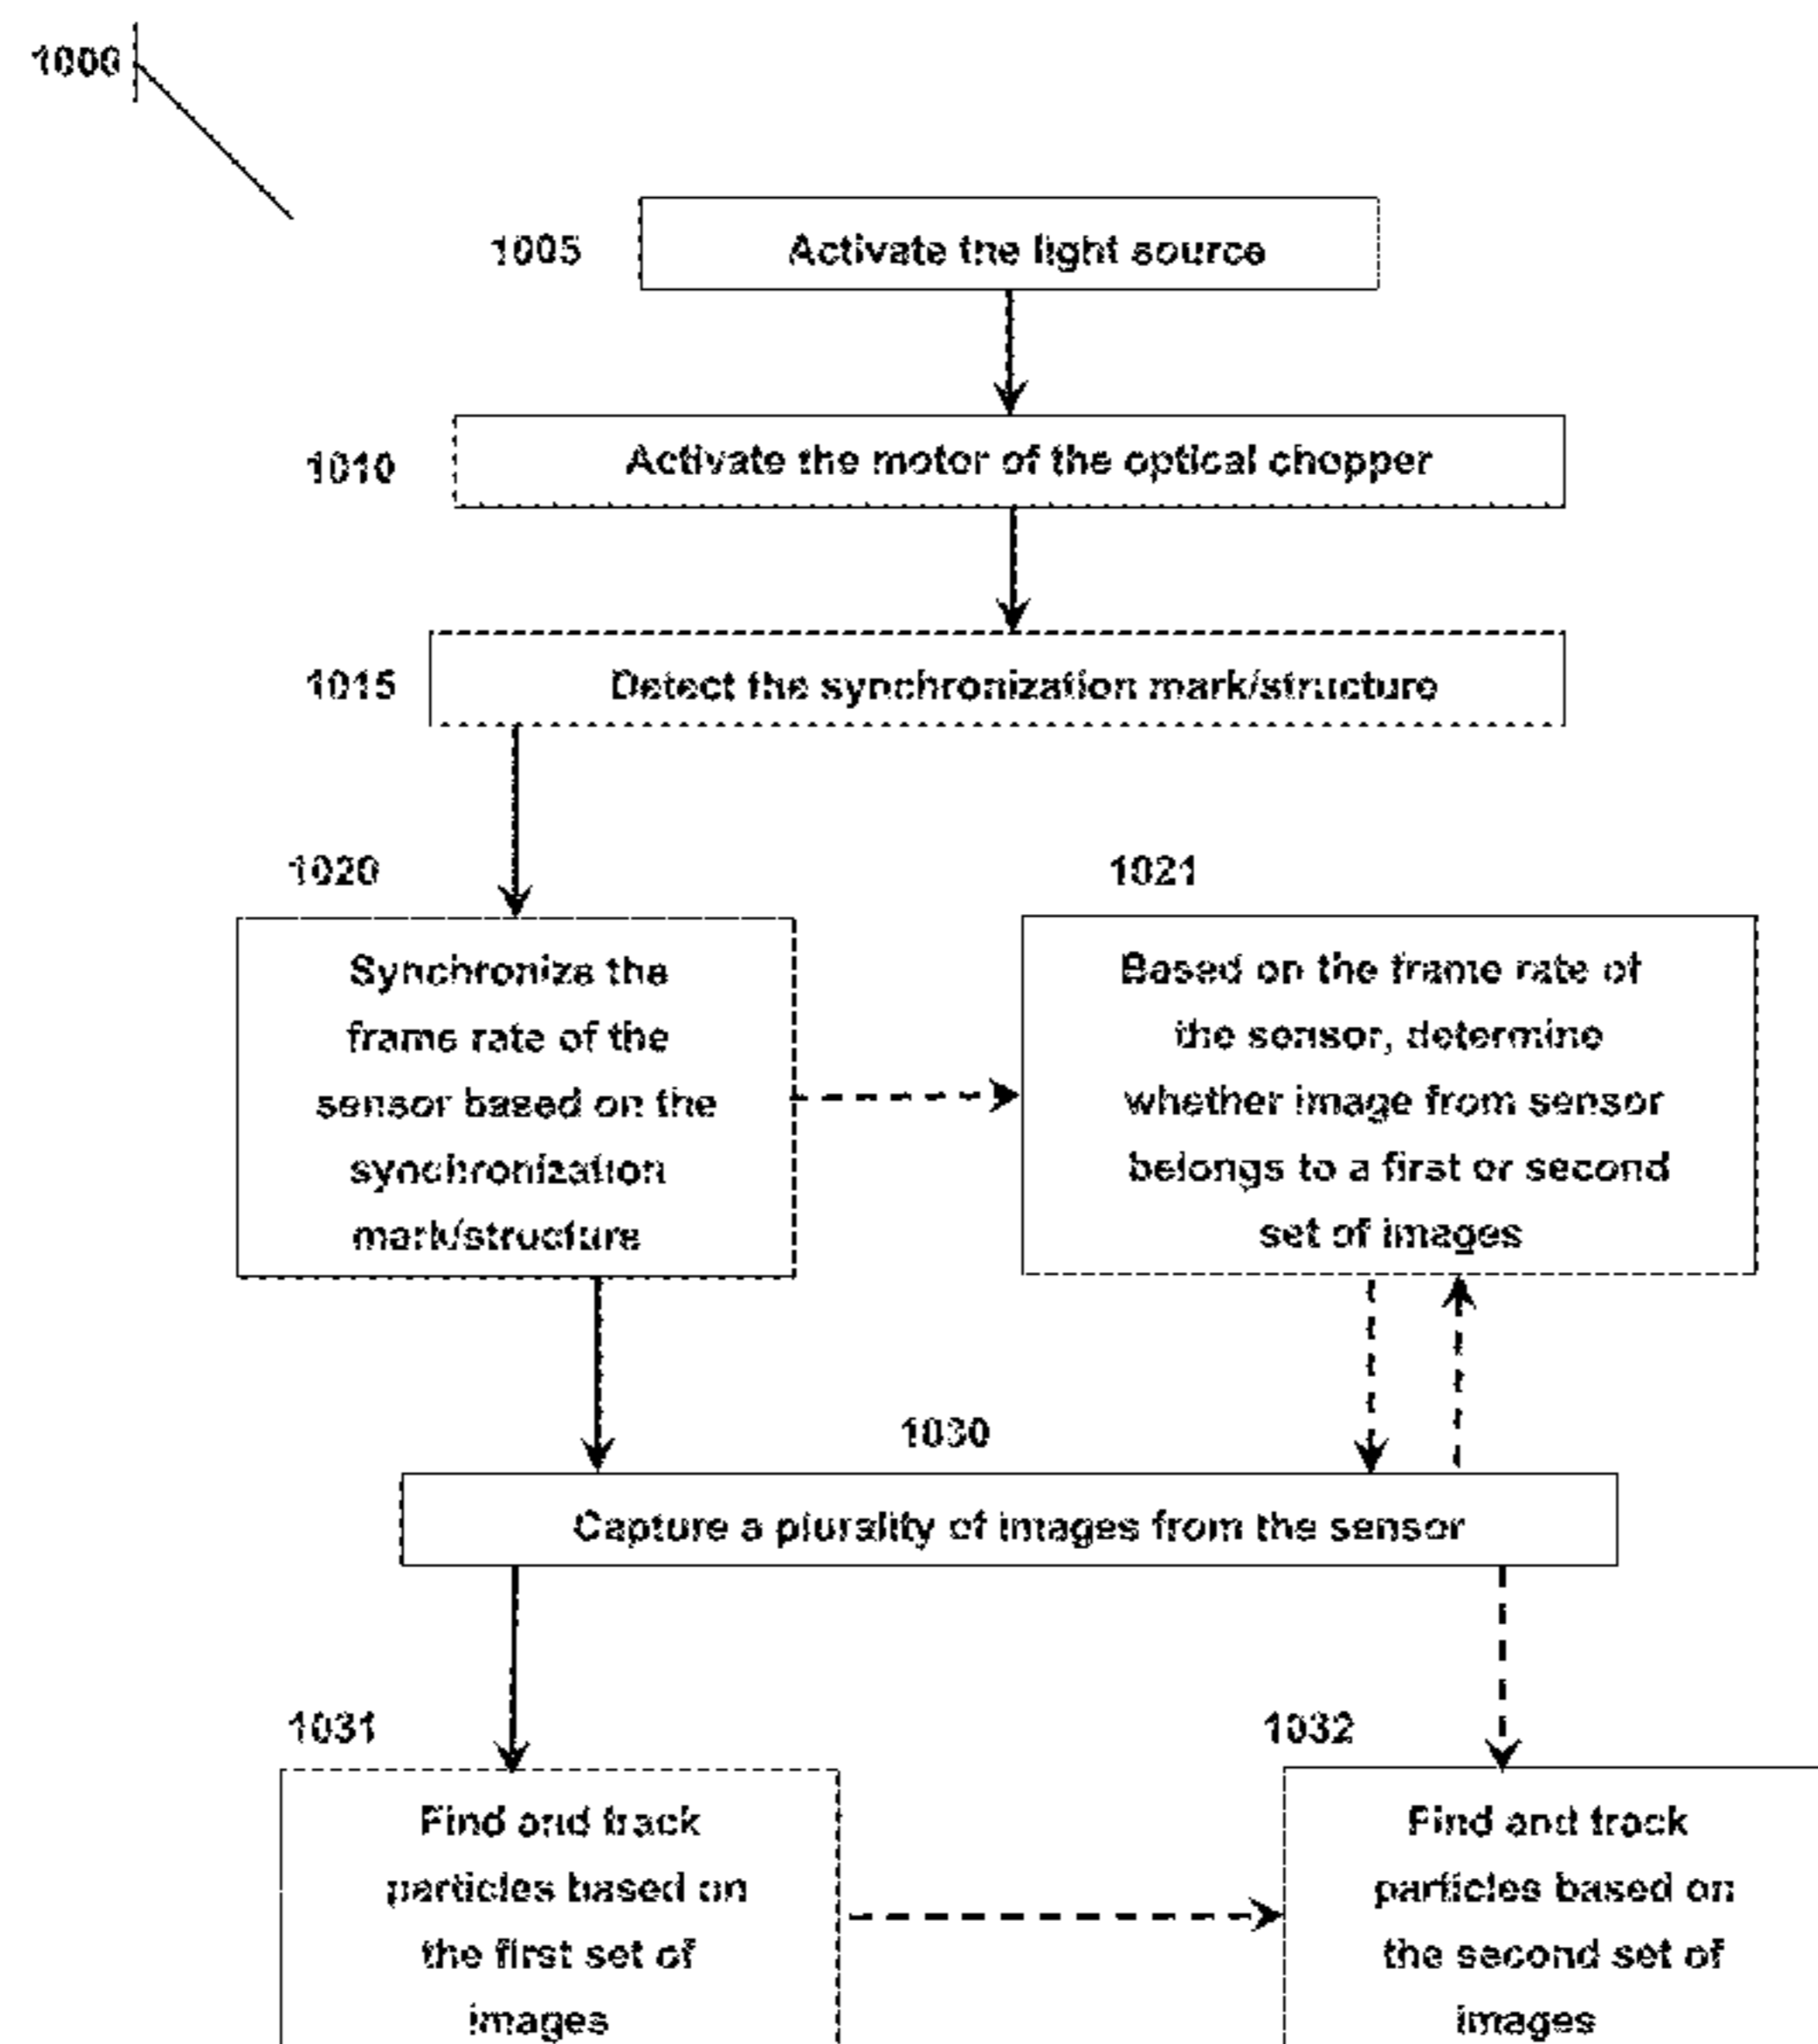 1000
1005
Activate the light source
1010
Activate the motor of the optical chopper
1015
Detect the synchronization mark/structure
1020
Synchronize the
frame rate of the
sensor based on the
synchronization
mark/structure
1021
Based on the frame rate of
the sensor, determine
whether image from sensor
belongs to a first or second
set of images
1030
Capture a plurality of images from the sensor
1031
Find and track
particles based on
the first set of
images
1032
Find and track
particles based on
the second set of
images